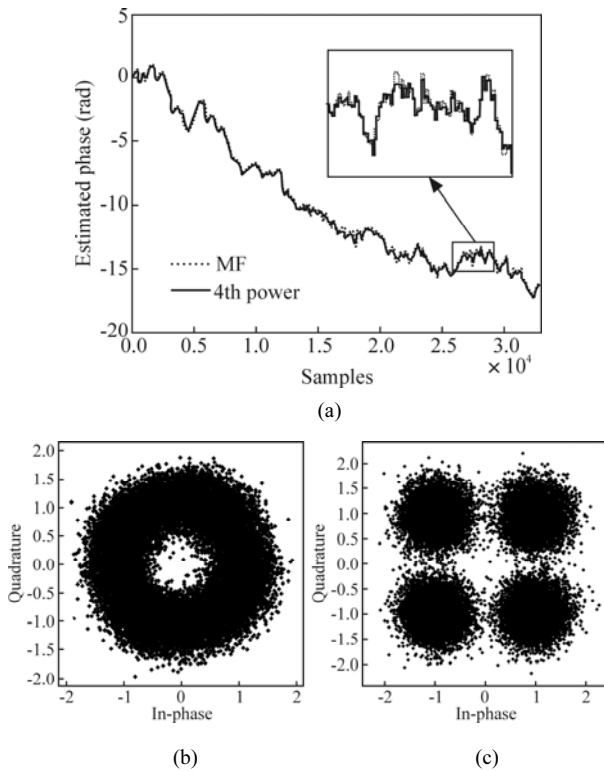 5
0
-5
-10
-15
-20
Estimated phase (rad)
MF
4th power
0.0 0.5 1.0 1.5 2.0 2.5 3.0
× 10⁴
Samples
(a)
2.0
1.5
1.0
0.5
0.0
-0.5
-1.0
-1.5
-2.0
Quadrature
-2 -1 0 1 2
In-phase
(b)
2.0
1.5
1.0
0.5
0.0
-0.5
-1.0
-1.5
-2.0
Quadrature
-2 -1 0 1 2
In-phase
(c)